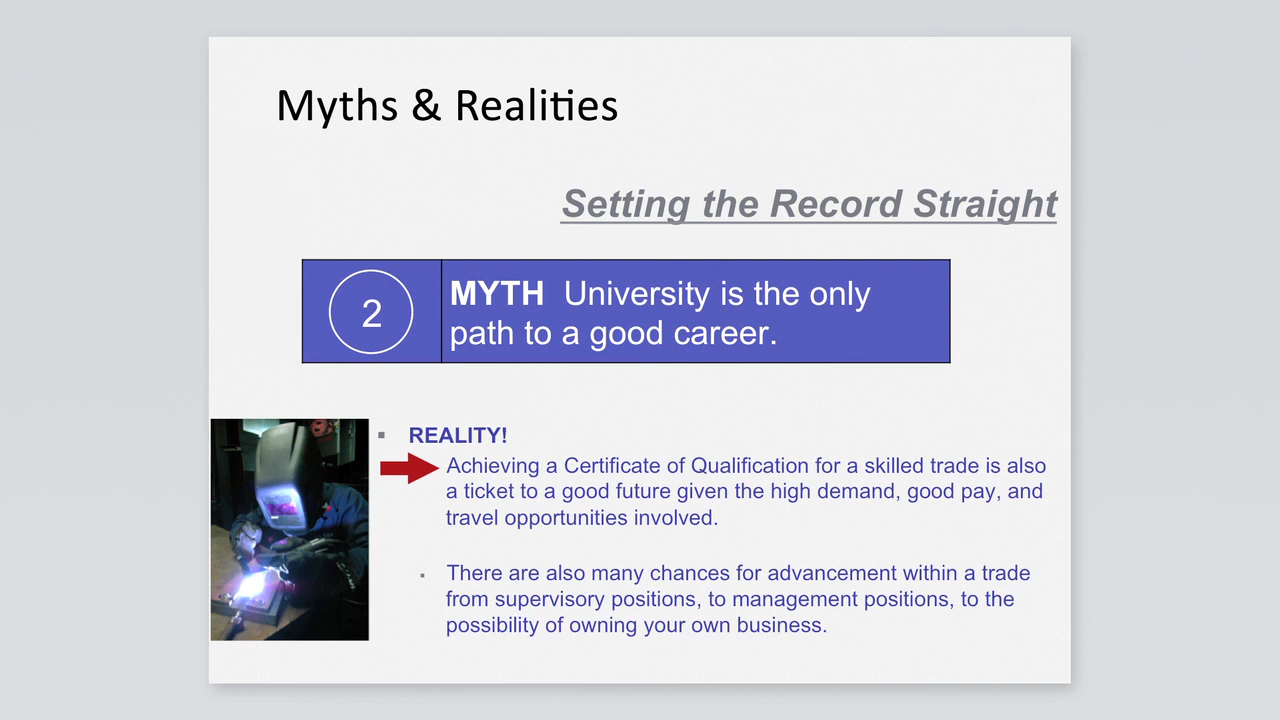 Myths & Realities
Setting the Record Straight
2
MYTH University is the only
path to a good career.
REALITY!
Achieving a Certificate of Qualification for a skilled trade is also
a ticket to a good future given the high demand, good pay, and
travel opportunities involved.
There are also many chances for advancement within a trade
from supervisory positions, to management positions, to the
possibility of owning your own business.